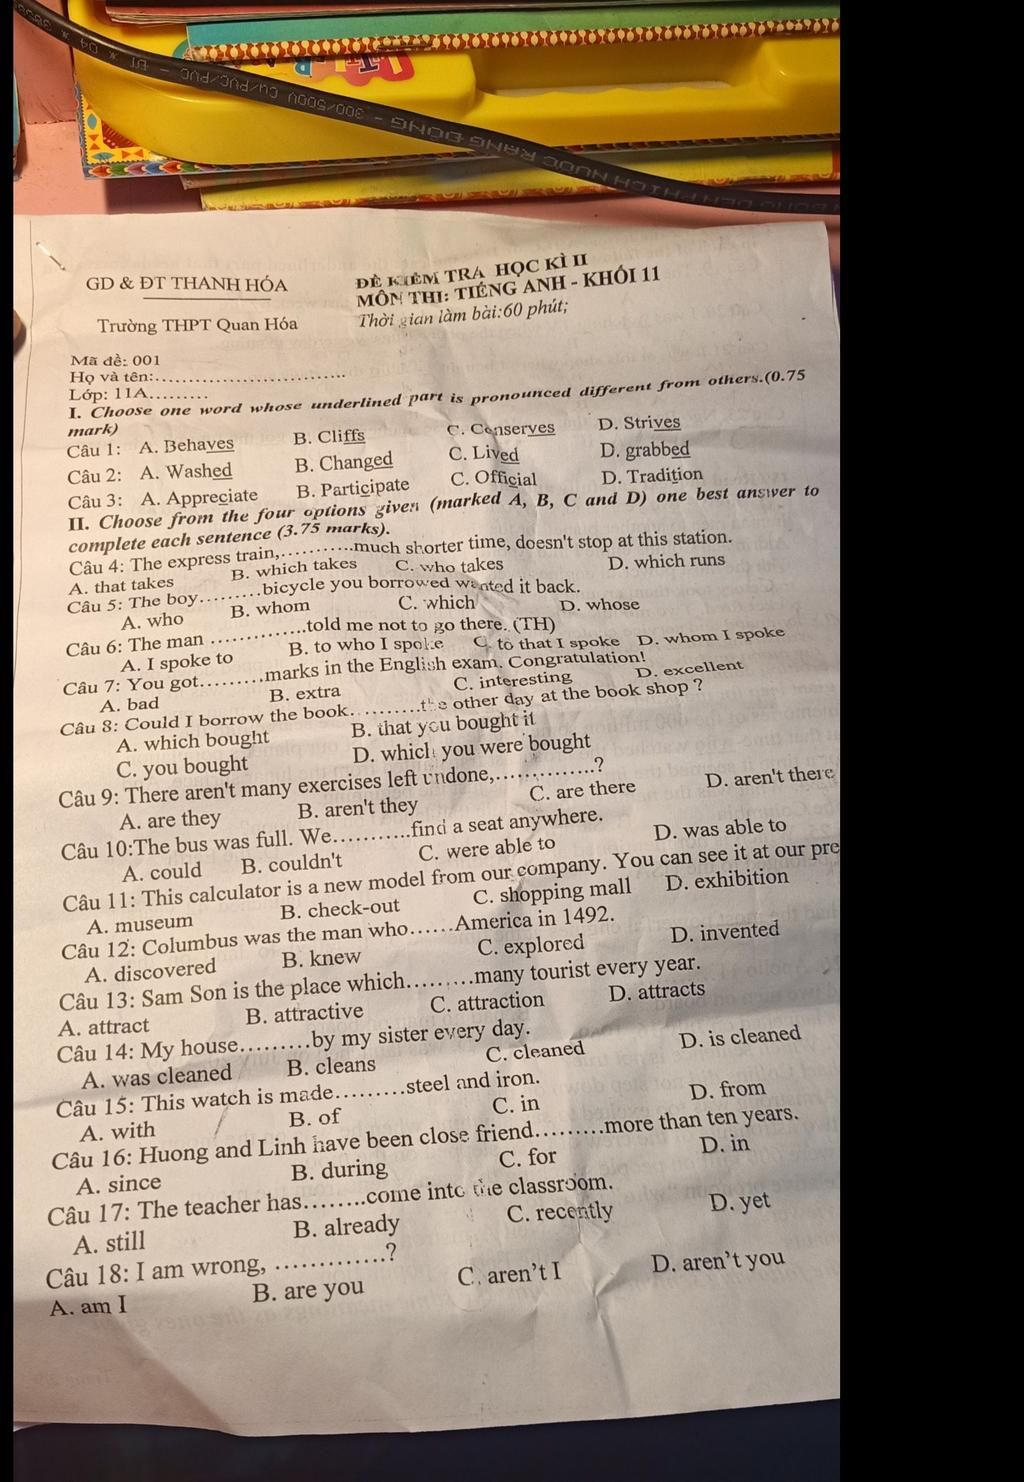 300/500V CU/PVC/PVC - ĐT * 04 *
GD & ĐT THANH HÓA
ĐỀ KIỂM TRA HỌC KÌ II
MÔN THI: TIẾNG ANH - KHỐI 11
Trường THPT Quan Hóa
Thời gian làm bài:60 phút;
Mã đề: 001
Họ và tên:..............................
Lớp: 11A.........
I. Choose one word whose underlined part is pronounced different from others.(0.75
mark)
Câu 1: A. Behaves B. Cliffs C. Conserves D. Strives
Câu 2: A. Washed B. Changed C. Lived D. grabbed
Câu 3: A. Appreciate B. Participate C. Official D. Tradition
II. Choose from the four options given (marked A, B, C and D) one best answer to
complete each sentence (3.75 marks).
Câu 4: The express train,...........much shorter time, doesn't stop at this station.
A. that takes B. which takes C. who takes D. which runs
Câu 5: The boy.........bicycle you borrowed wanted it back.
A. who B. whom C. which D. whose
Câu 6: The man ..............told me not to go there. (TH)
A. I spoke to B. to who I spoke C. to that I spoke D. whom I spoke
Câu 7: You got.........marks in the English exam. Congratulation!
A. bad B. extra C. interesting D. excellent
Câu 8: Could I borrow the book..........the other day at the book shop ?
A. which bought B. that you bought it
C. you bought D. which you were bought
Câu 9: There aren't many exercises left undone,.............?
A. are they B. aren't they C. are there D. aren't there
Câu 10:The bus was full. We..........find a seat anywhere.
A. could B. couldn't C. were able to D. was able to
Câu 11: This calculator is a new model from our company. You can see it at our pre
A. museum B. check-out C. shopping mall D. exhibition
Câu 12: Columbus was the man who......America in 1492.
A. discovered B. knew C. explored D. invented
Câu 13: Sam Son is the place which.........many tourist every year.
A. attract B. attractive C. attraction D. attracts
Câu 14: My house.........by my sister every day.
A. was cleaned B. cleans C. cleaned D. is cleaned
Câu 15: This watch is made.........steel and iron.
A. with B. of C. in D. from
Câu 16: Huong and Linh have been close friend.........more than ten years.
A. since B. during C. for D. in
Câu 17: The teacher has........come into the classroom.
A. still B. already C. recently D. yet
Câu 18: I am wrong, .............?
A. am I B. are you C. aren't I D. aren't you